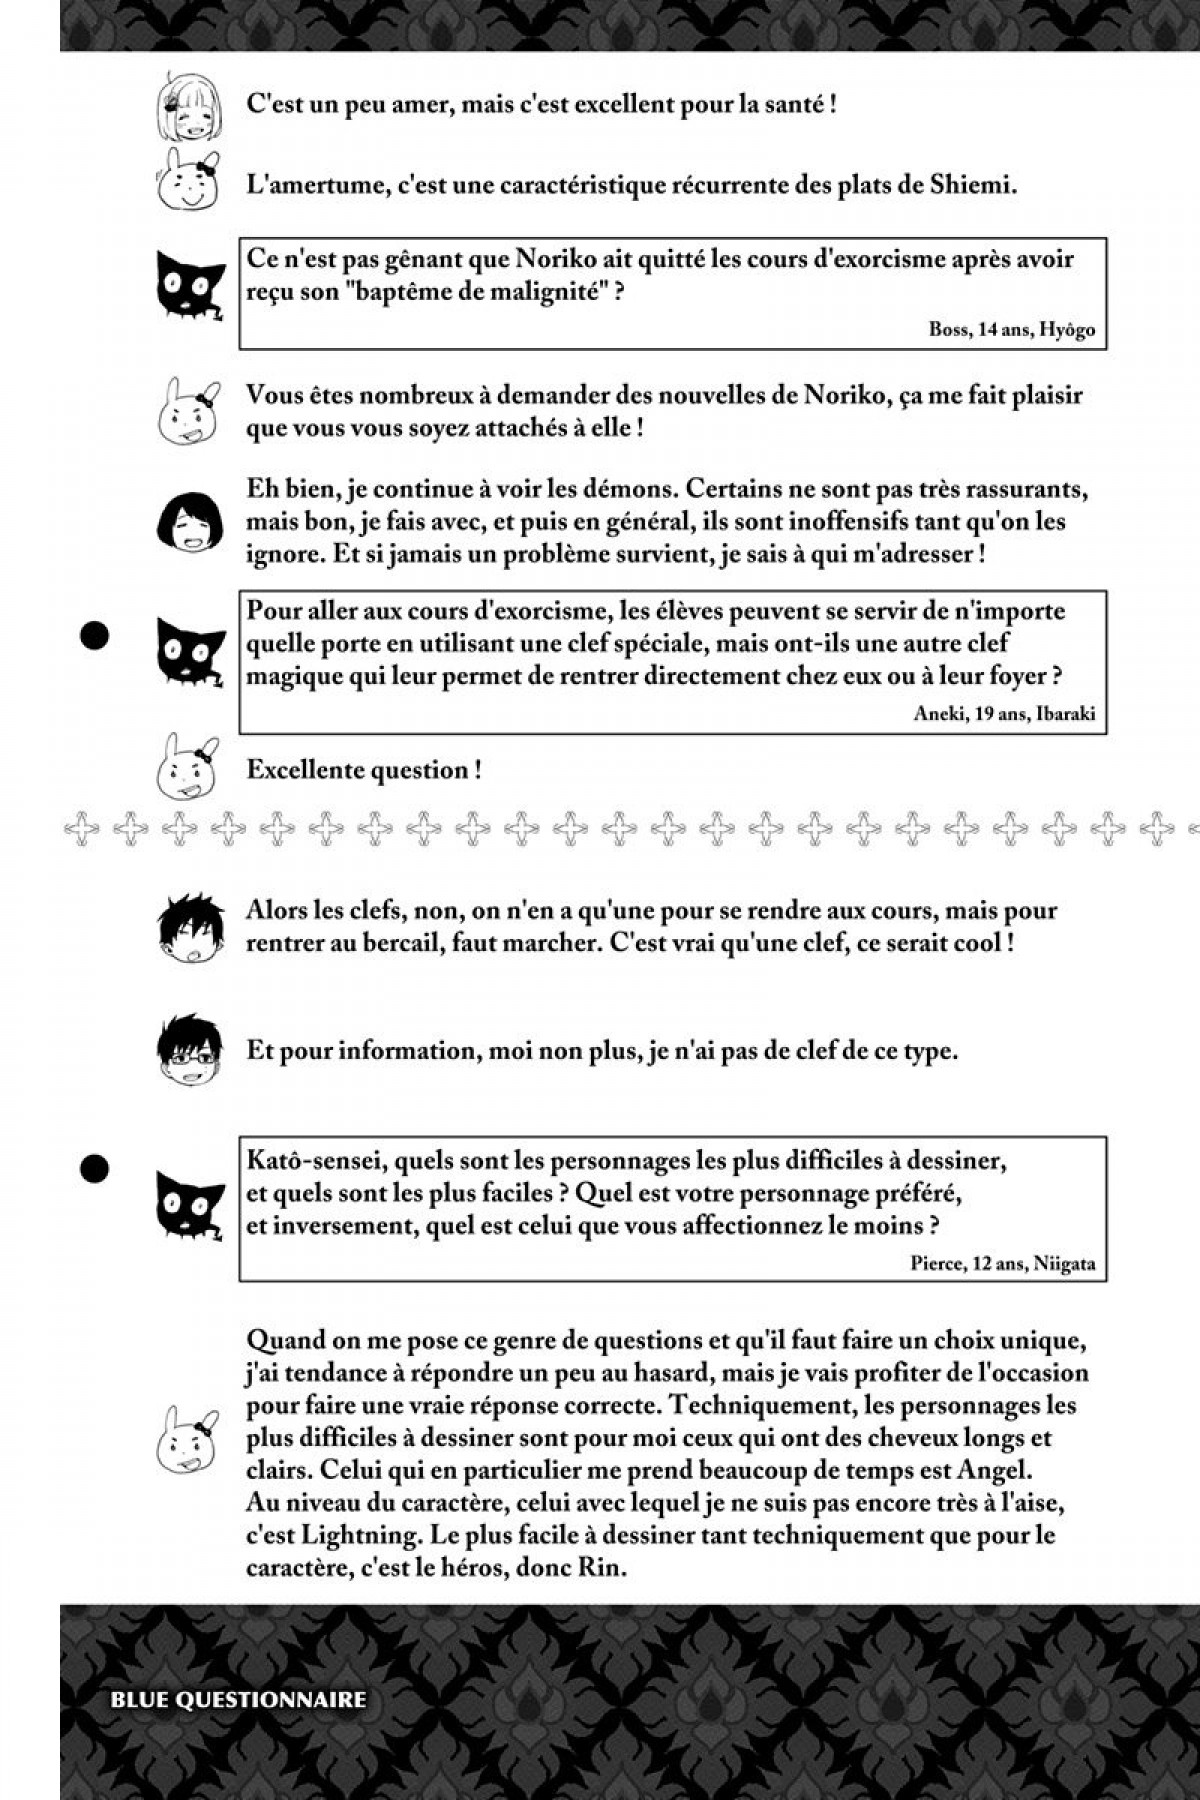 C'est un peu amer, mais c'est excellent pour la santé !
L'amertume, c'est une caractéristique récurrente des plats de Shiemi.
Ce n'est pas gênant que Noriko ait quitté les cours d'exorcisme après avoir
reçu son "baptême de malignité" ?
Boss, 14 ans, Hyôgo
Vous êtes nombreux à demander des nouvelles de Noriko, ça me fait plaisir
que vous vous soyez attachés à elle !
Eh bien, je continue à voir les démons. Certains ne sont pas très rassurants,
mais bon, je fais avec, et puis en général, ils sont inoffensifs tant qu'on les
ignore. Et si jamais un problème survient, je sais à qui m'adresser !
Pour aller aux cours d'exorcisme, les élèves peuvent se servir de n'importe
quelle porte en utilisant une clef spéciale, mais ont-ils une autre clef
magique qui leur permet de rentrer directement chez eux ou à leur foyer ?
Aneki, 19 ans, Ibaraki
Excellente question !
Alors les clefs, non, on n'en a qu'une pour se rendre aux cours, mais pour
rentrer au bercail, faut marcher. C'est vrai qu'une clef, ce serait cool !
Et pour information, moi non plus, je n'ai pas de clef de ce type.
Katô-sensei, quels sont les personnages les plus difficiles à dessiner,
et quels sont les plus faciles ? Quel est votre personnage préféré,
et inversement, quel est celui que vous affectionnez le moins ?
Pierce, 12 ans, Niigata
Quand on me pose ce genre de questions et qu'il faut faire un choix unique,
j'ai tendance à répondre un peu au hasard, mais je vais profiter de l'occasion
pour faire une vraie réponse correcte. Techniquement, les personnages les
plus difficiles à dessiner sont pour moi ceux qui ont des cheveux longs et
clairs. Celui qui en particulier me prend beaucoup de temps est Angel.
Au niveau du caractère, celui avec lequel je ne suis pas encore très à l'aise,
c'est Lightning. Le plus facile à dessiner tant techniquement que pour le
caractère, c'est le héros, donc Rin.
BLUE QUESTIONNAIRE